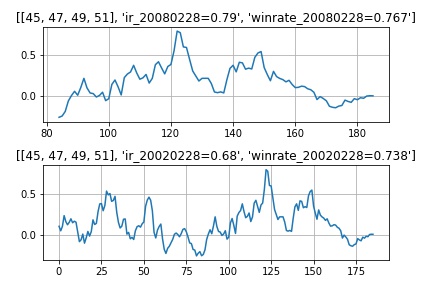 [[45, 47, 49, 51], 'ir_20080228=0.79', 'winrate_20080228=0.767']
0.5
0.0
80 100 120 140 160 180
[[45, 47, 49, 51], 'ir_20020228=0.68', 'winrate_20020228=0.738']
0.5
0.0
0 25 50 75 100 125 150 175